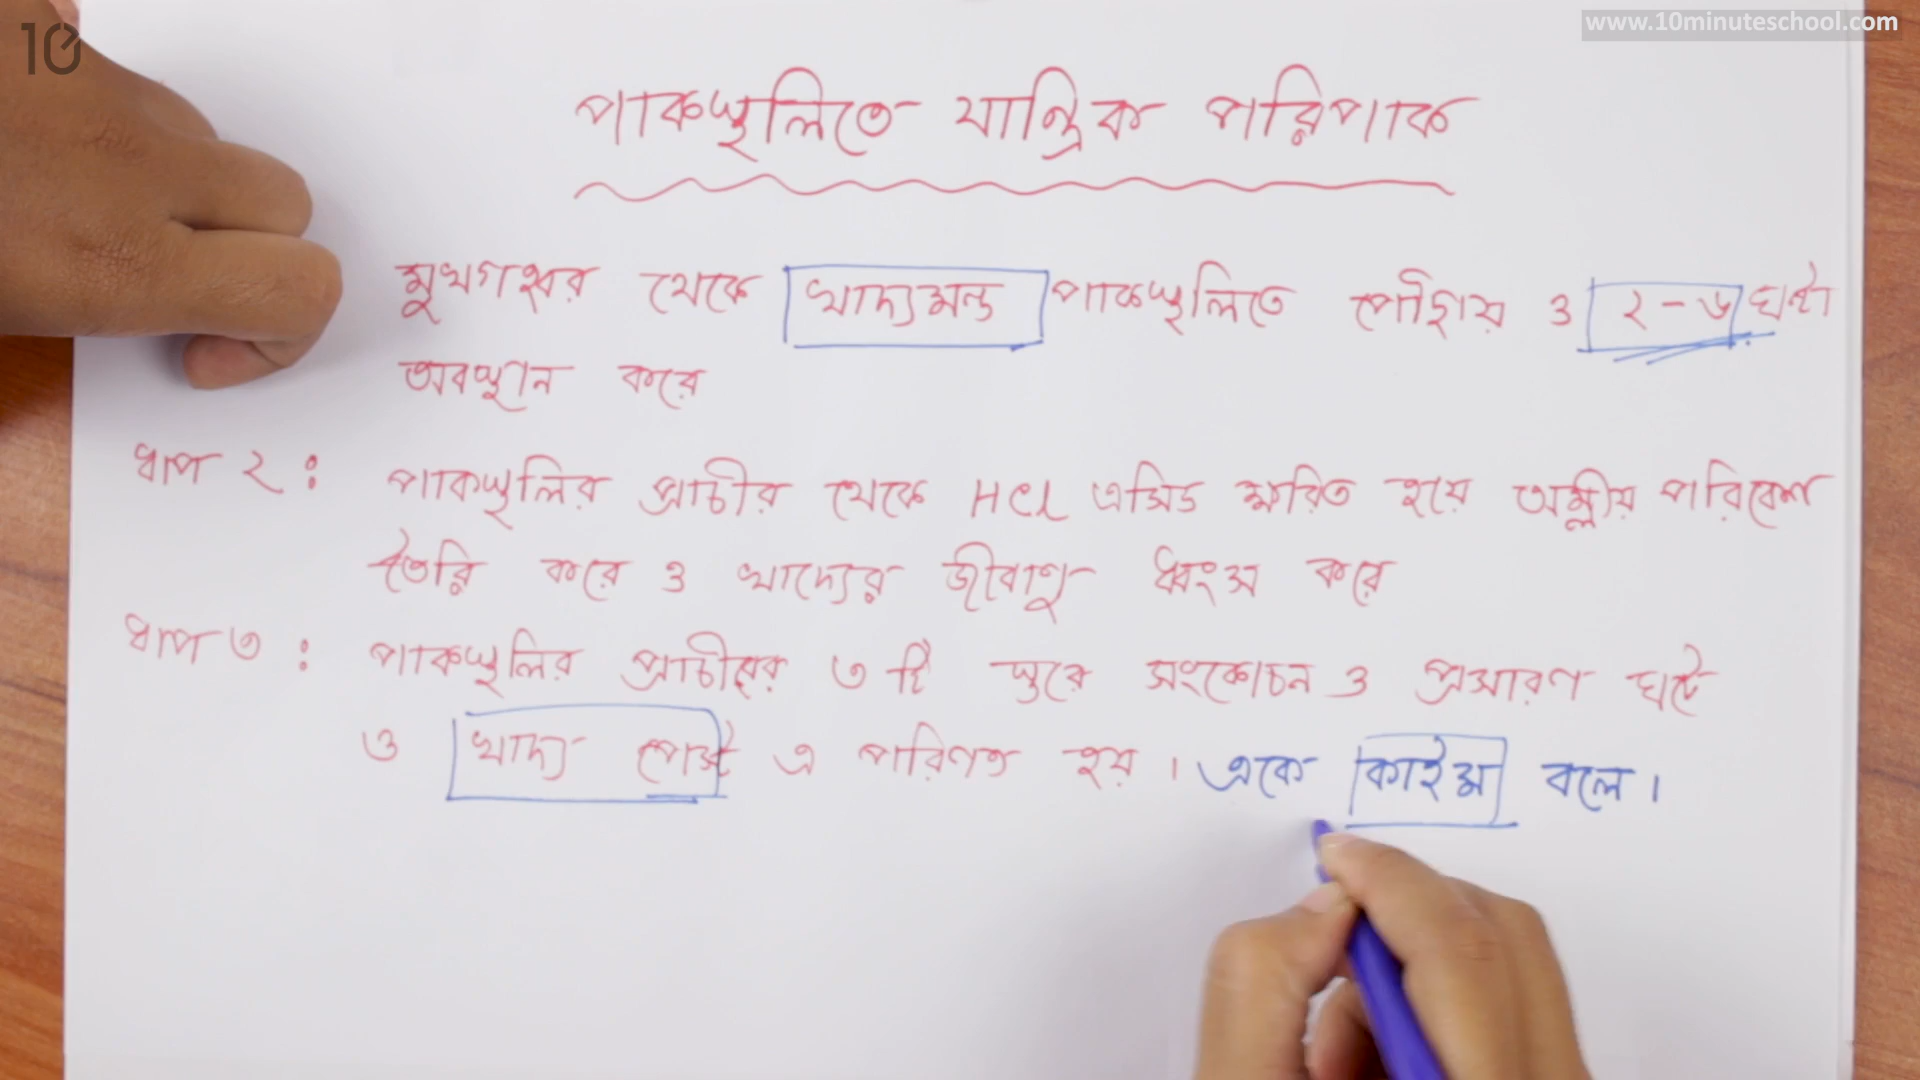 10
www.10minuteschool.com
পাকস্থলিতে যান্ত্রিক পরিপাক
মুখগহ্বর থেকে খাদ্যমন্ড পাকস্থলিতে পৌঁছায় ও ২-৬ ঘন্টা
অবস্থান করে
ধাপ ২ : পাকস্থলির প্রাচীর থেকে HCl এসিড ক্ষরিত হয়ে অম্লীয় পরিবেশ
তৈরি করে ও খাদ্যের জীবাণু ধ্বংস করে
ধাপ ৩ : পাকস্থলির প্রাচীরের ৩ টি স্তরে সংকোচন ও প্রসারণ ঘটে
ও খাদ্য পেস্ট এ পরিণত হয়। একে কাইম বলে।